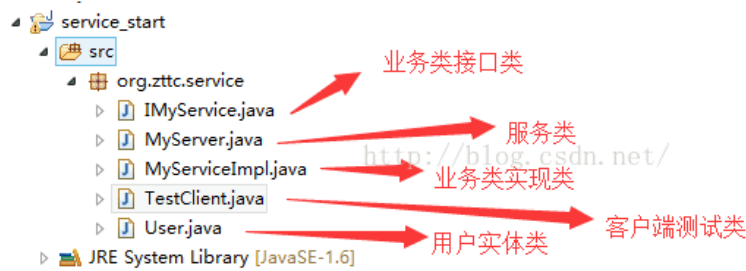 service_start
src
org.zttc.service
业务类接口类
IMyService.java
MyServer.java
服务类
http://blog.csdn.net/
MyServiceImpl.java
业务类实现类
TestClient.java
客户端测试类
User.java
用户实体类
JRE System Library [JavaSE-1.6]